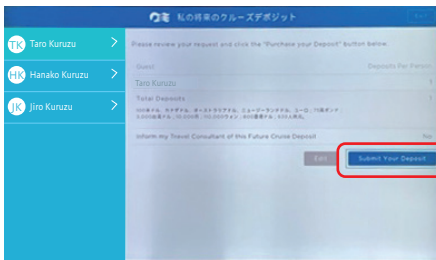 私の将来のクルーズデポジット
TK Taro Kuruzu
HK Hanako Kuruzu
JK Jiro Kuruzu
Please review your request and click the "Purchase your Deposit" button below.
Guest Deposits Per Person
Taro Kuruzu 1
Total Deposits 1
Inform my Travel Consultant of this Future Cruise Deposit No
Edit Submit Your Deposit